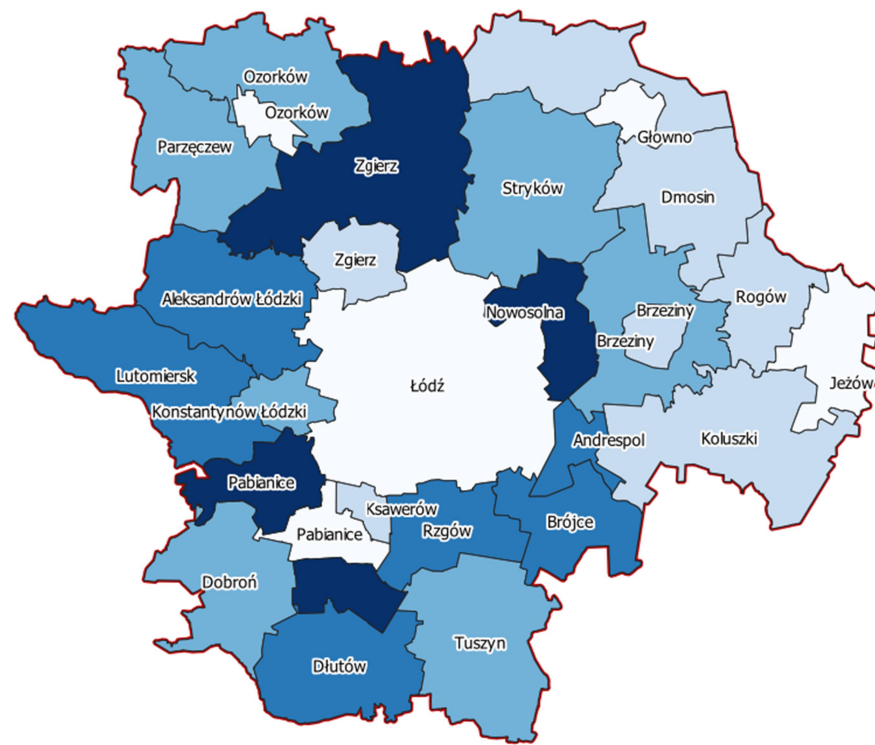 Ozorków
Ozorków
Głowno
Parzęczew
Zgierz
Stryków
Dmosin
Zgierz
Aleksandrów Łódzki
Nowosolna
Brzeziny
Rogów
Brzeziny
Lutomiersk
Łódź
Jeżów
Konstantynów Łódzki
Andrespol
Koluszki
Pabianice
Ksawerów
Pabianice
Rzgów
Brójce
Dobroń
Tuszyn
Dłutów